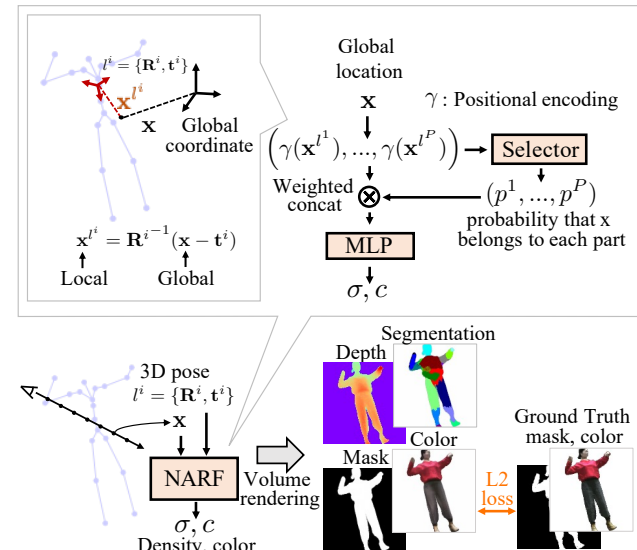 l^i = {R^i, t^i}
x^{l^i}
x
Global
coordinate
x^{l^i} = R^{i^{-1}}(x − t^i)
Local
Global
Global
location
x
γ : Positional encoding
(γ(x^{l^1}), ..., γ(x^{l^P}))
Selector
Weighted
concat
(p^1, ..., p^P)
probability that x
belongs to each part
MLP
σ, c
3D pose
l^i = {R^i, t^i}
x
NARF
σ, c
Density, color
Volume
rendering
Segmentation
Depth
Color
Mask
L2
loss
Ground Truth
mask, color